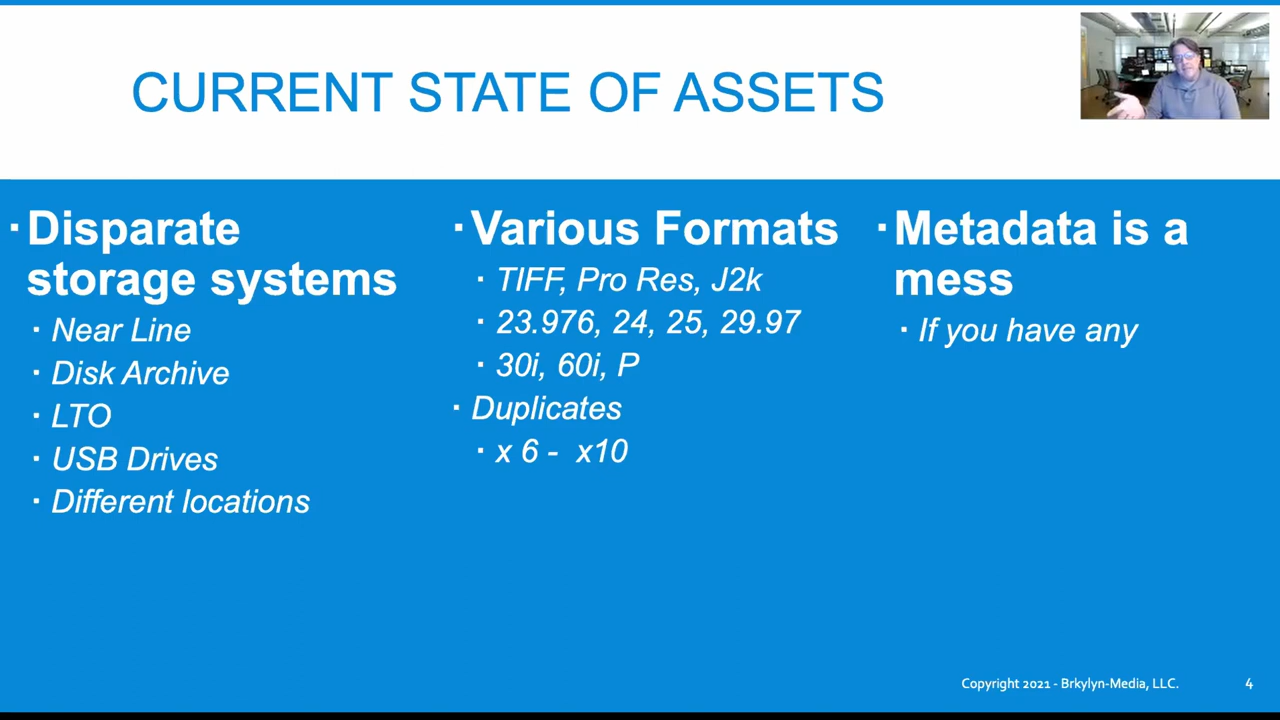 CURRENT STATE OF ASSETS
Disparate
storage systems
Near Line
Disk Archive
LTO
USB Drives
Different locations
Various Formats
TIFF, Pro Res, J2k
23.976, 24, 25, 29.97
30i, 60i, P
Duplicates
x 6 - x10
Metadata is a
mess
If you have any
Copyright 2021 - Brkylyn-Media, LLC.
4